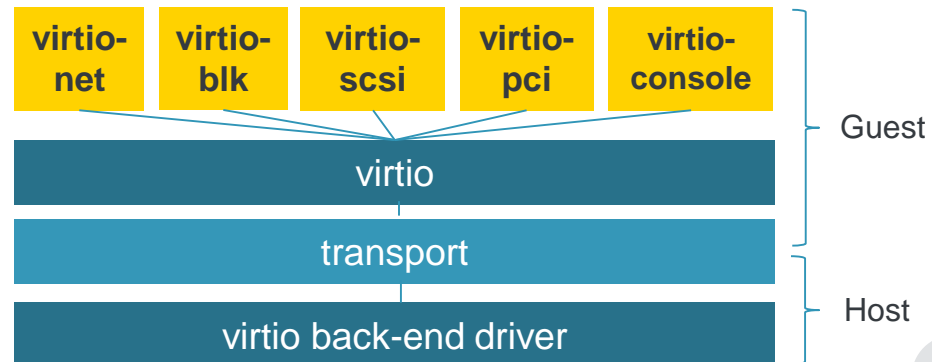 virtio-
net
virtio-
blk
virtio-
scsi
virtio-
pci
virtio-
console
Guest
virtio
transport
Host
virtio back-end driver